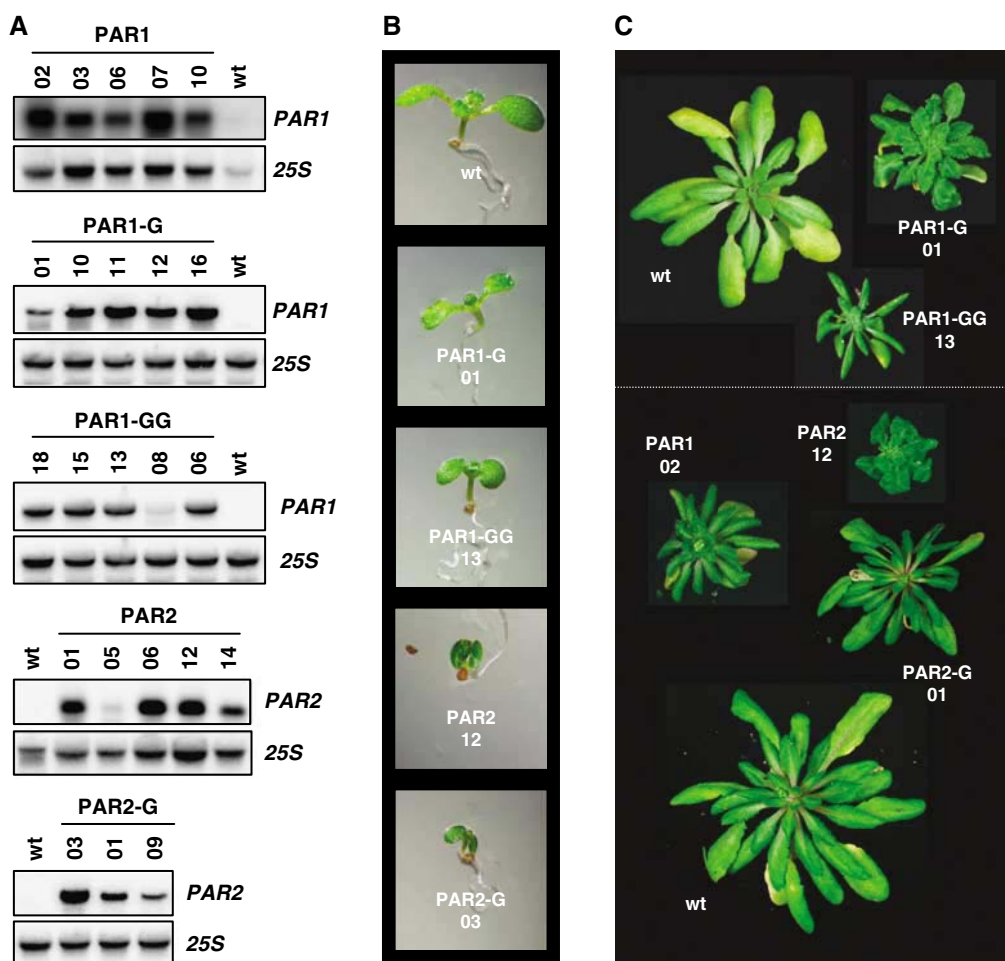 A
PAR1
02 03 06 07 10 wt
PAR1
25S
PAR1-G
01 10 11 12 16 wt
PAR1
25S
PAR1-GG
18 15 13 08 06 wt
PAR1
25S
PAR2
wt 01 05 06 12 14
PAR2
25S
PAR2-G
wt 03 01 09
PAR2
25S
B
wt
PAR1-G
01
PAR1-GG
13
PAR2
12
PAR2-G
03
C
wt
PAR1-G
01
PAR1-GG
13
PAR1
02
PAR2
12
PAR2-G
01
wt